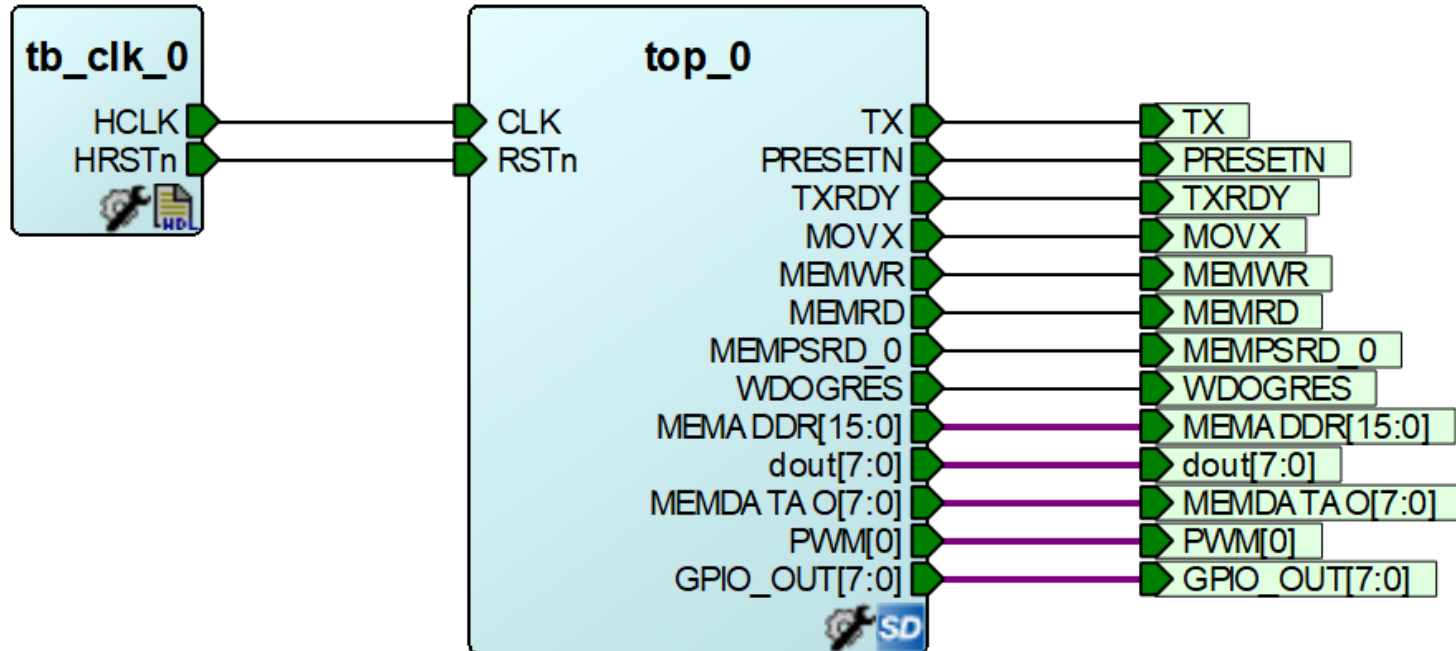 tb_clk_0
HCLK
HRSTn
HDL
top_0
CLK
RSTn
TX
PRESETN
TXRDY
MOVX
MEMWR
MEMRD
MEMPSRD_0
WDOGRES
MEMADDR[15:0]
dout[7:0]
MEMDATAO[7:0]
PWM[0]
GPIO_OUT[7:0]
SD
TX
PRESETN
TXRDY
MOVX
MEMWR
MEMRD
MEMPSRD_0
WDOGRES
MEMADDR[15:0]
dout[7:0]
MEMDATAO[7:0]
PWM[0]
GPIO_OUT[7:0]